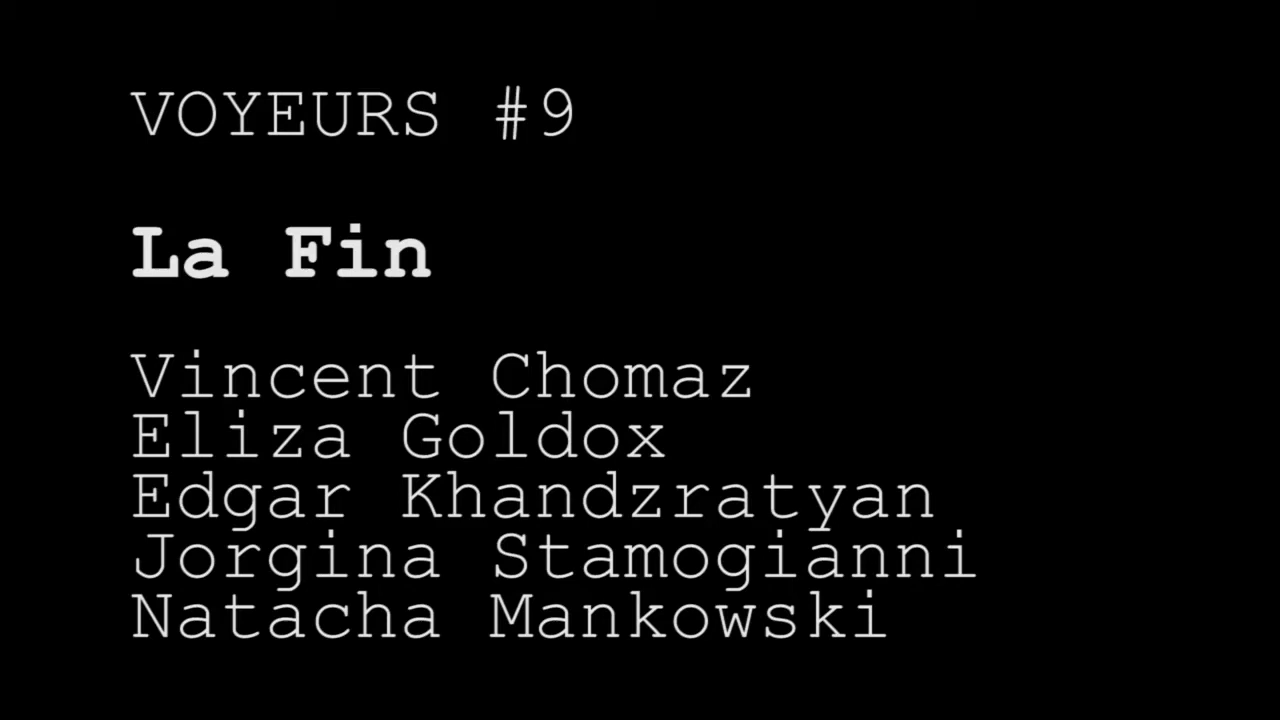 VOYEURS #9
La Fin
Vincent Chomaz
Eliza Goldox
Edgar Khandzratyan
Jorgina Stamogianni
Natacha Mankowski